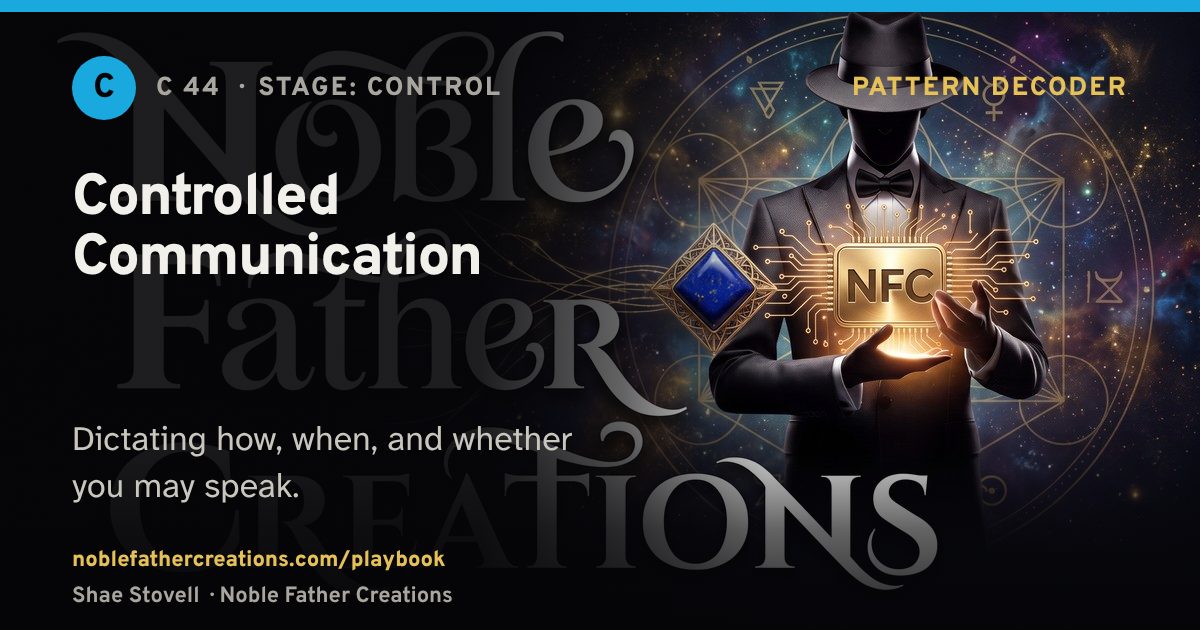 C
C 44 · STAGE: CONTROL
PATTERN DECODER
Controlled
Communication
Dictating how, when, and whether
you may speak.
noblefathercreations.com/playbook
Shae Stovell · Noble Father Creations
Noble
Father
Creations
NFC